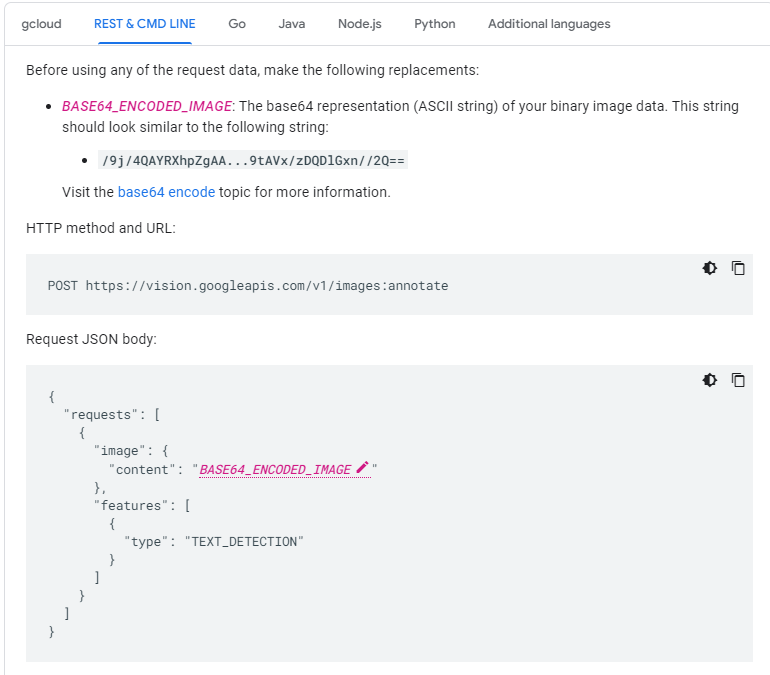 gcloud REST & CMD LINE Go Java Node.js Python Additional languages
Before using any of the request data, make the following replacements:
• BASE64_ENCODED_IMAGE: The base64 representation (ASCII string) of your binary image data. This string
should look similar to the following string:
• /9j/4QAYRXhpZgAA...9tAVx/zDQDlGxn//2Q==
Visit the base64 encode topic for more information.
HTTP method and URL:
POST https://vision.googleapis.com/v1/images:annotate
Request JSON body:
{
  "requests": [
    {
      "image": {
        "content": "BASE64_ENCODED_IMAGE"
      },
      "features": [
        {
          "type": "TEXT_DETECTION"
        }
      ]
    }
  ]
}